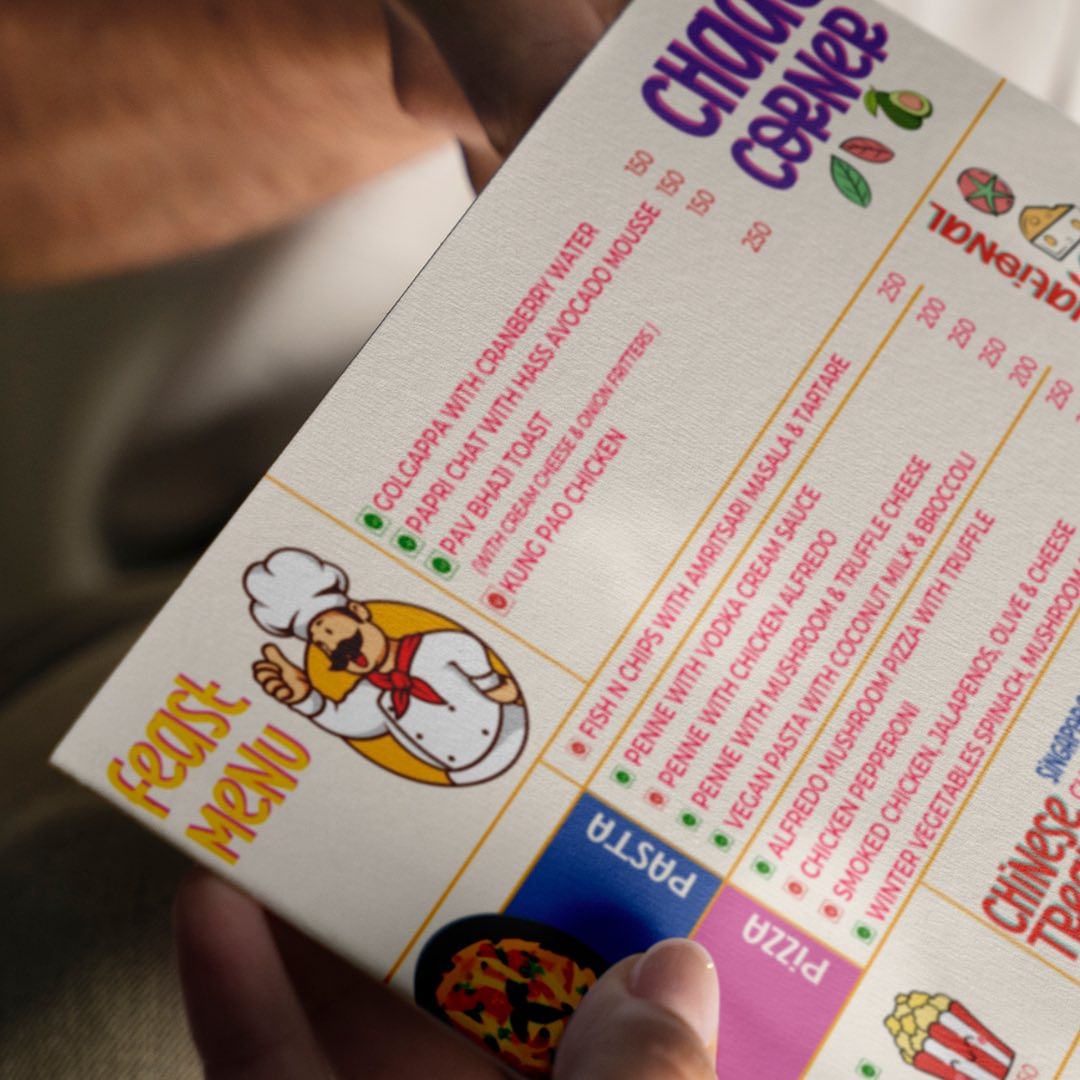 CHAA
CORNER
GOLGAPPA WITH CRANBERRY WATER 150
PAPRI CHAT WITH HASS AVOCADO MOUSSE 150
PAV BHAJI TOAST 150
(WITH CREAM CHEESE & ONION FRITTERS)
KUNG PAO CHICKEN 250
Feast
MeNU
NatioNAL
FISH N CHIPS WITH AMRITSARI MASALA & TARTARE 250
PASTA
PENNE WITH VODKA CREAM SAUCE 200
PENNE WITH CHICKEN ALFREDO 250
PENNE WITH MUSHROOM & TRUFFLE CHEESE 250
VEGAN PASTA WITH COCONUT MILK & BROCCOLI 200
PiZZA
ALFREDO MUSHROOM PIZZA WITH TRUFFLE 250
CHICKEN PEPPERONI
SMOKED CHICKEN, JALAPENOS, OLIVE & CHEESE
WINTER VEGETABLES SPINACH, MUSHROOM
CHiNese